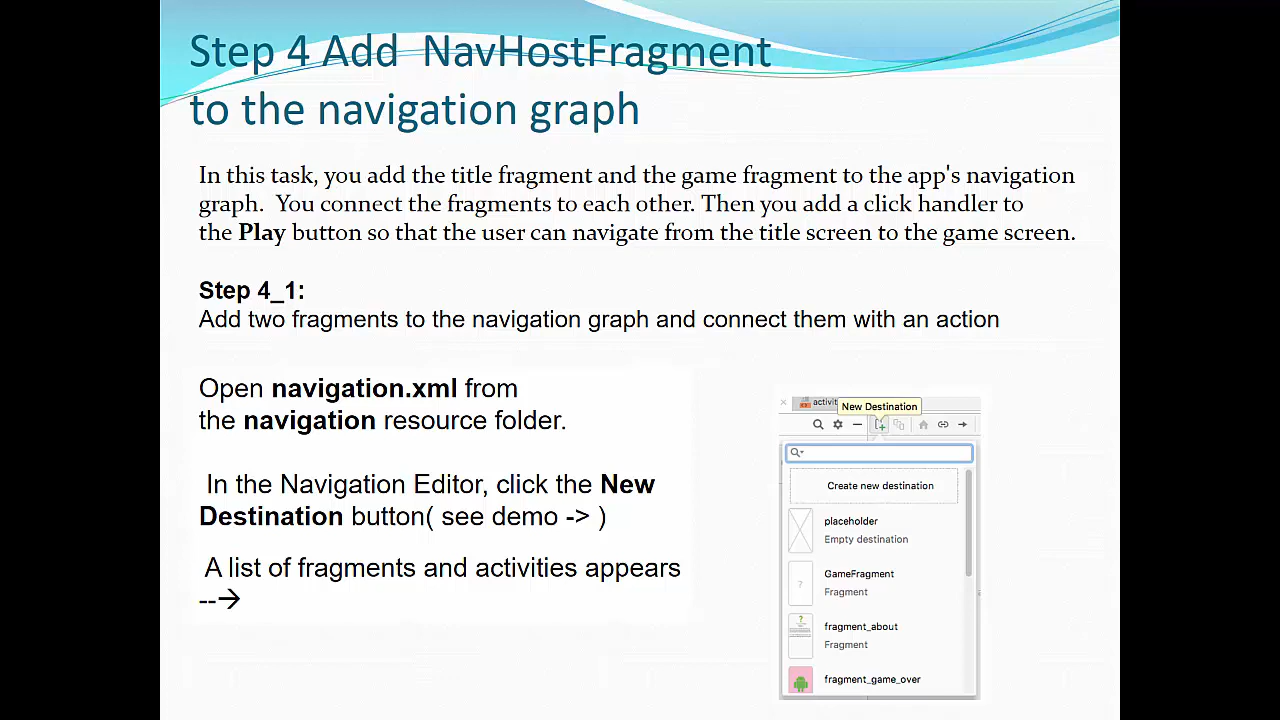 Step 4 Add NavHostFragment
to the navigation graph
In this task, you add the title fragment and the game fragment to the app's navigation
graph. You connect the fragments to each other. Then you add a click handler to
the Play button so that the user can navigate from the title screen to the game screen.
Step 4_1:
Add two fragments to the navigation graph and connect them with an action
Open navigation.xml from
the navigation resource folder.
In the Navigation Editor, click the New
Destination button( see demo -> )
A list of fragments and activities appears
--→
activit
New Destination
Create new destination
placeholder
Empty destination
GameFragment
Fragment
fragment_about
Fragment
fragment_game_over